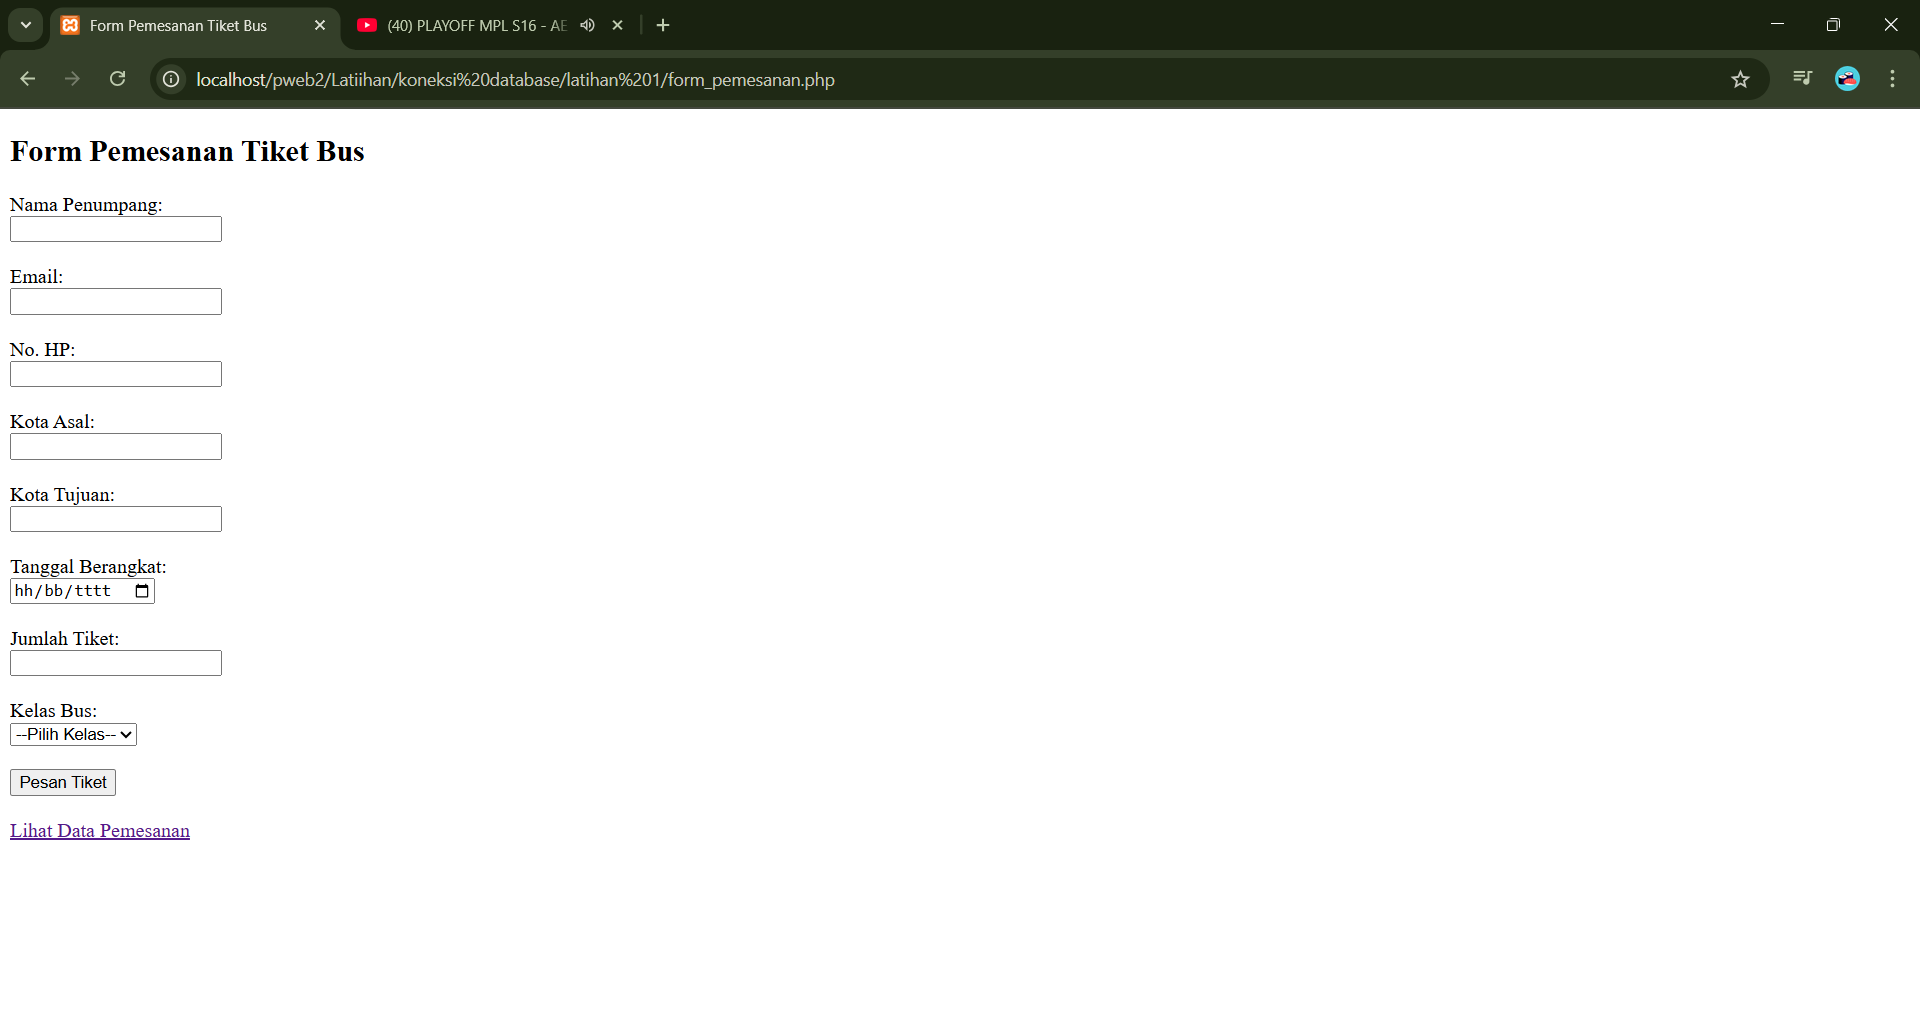 Form Pemesanan Tiket Bus
(40) PLAYOFF MPL S16 - AE
localhost/pweb2/Latiihan/koneksi%20database/latihan%201/form_pemesanan.php
Form Pemesanan Tiket Bus
Nama Penumpang:
Email:
No. HP:
Kota Asal:
Kota Tujuan:
Tanggal Berangkat:
hh/bb/tttt
Jumlah Tiket:
Kelas Bus:
--Pilih Kelas--
Pesan Tiket
Lihat Data Pemesanan